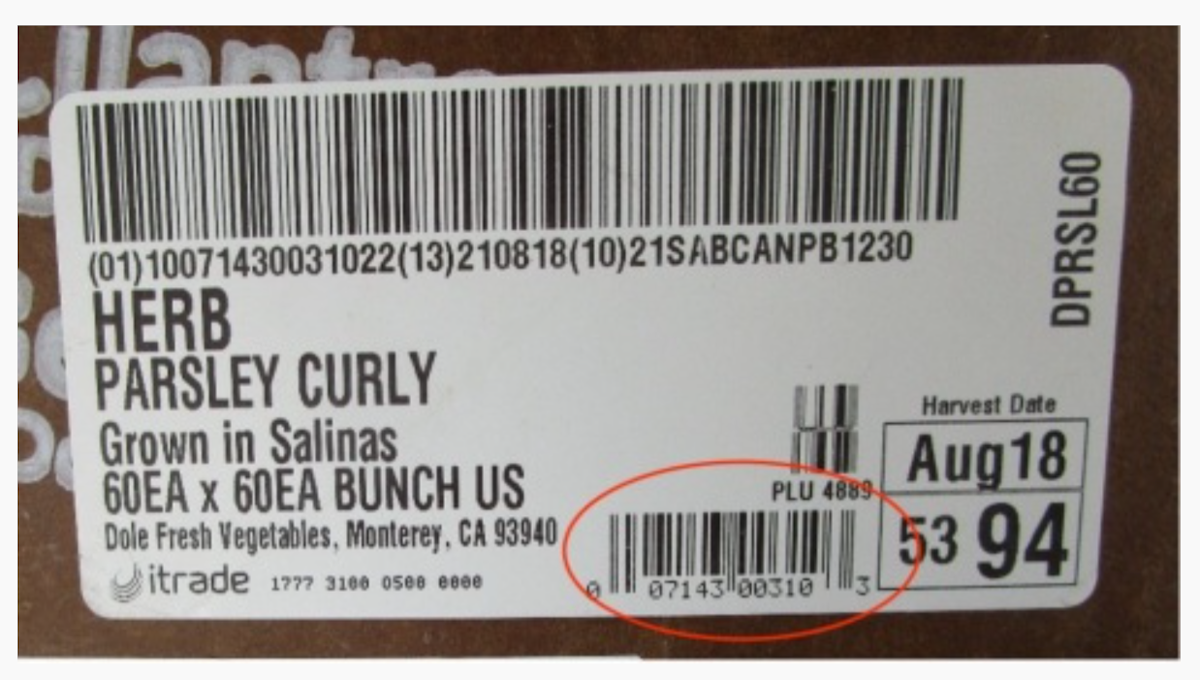 (01)10071430031022(13)210818(10)21SABCANPB1230
DPRSL60
HERB
PARSLEY CURLY
Grown in Salinas
60EA x 60EA BUNCH US
Dole Fresh Vegetables, Monterey, CA 93940
itrade 1777 3100 0500 0000
PLU 4889
0 07143 00310 3
Harvest Date
Aug18
53 94